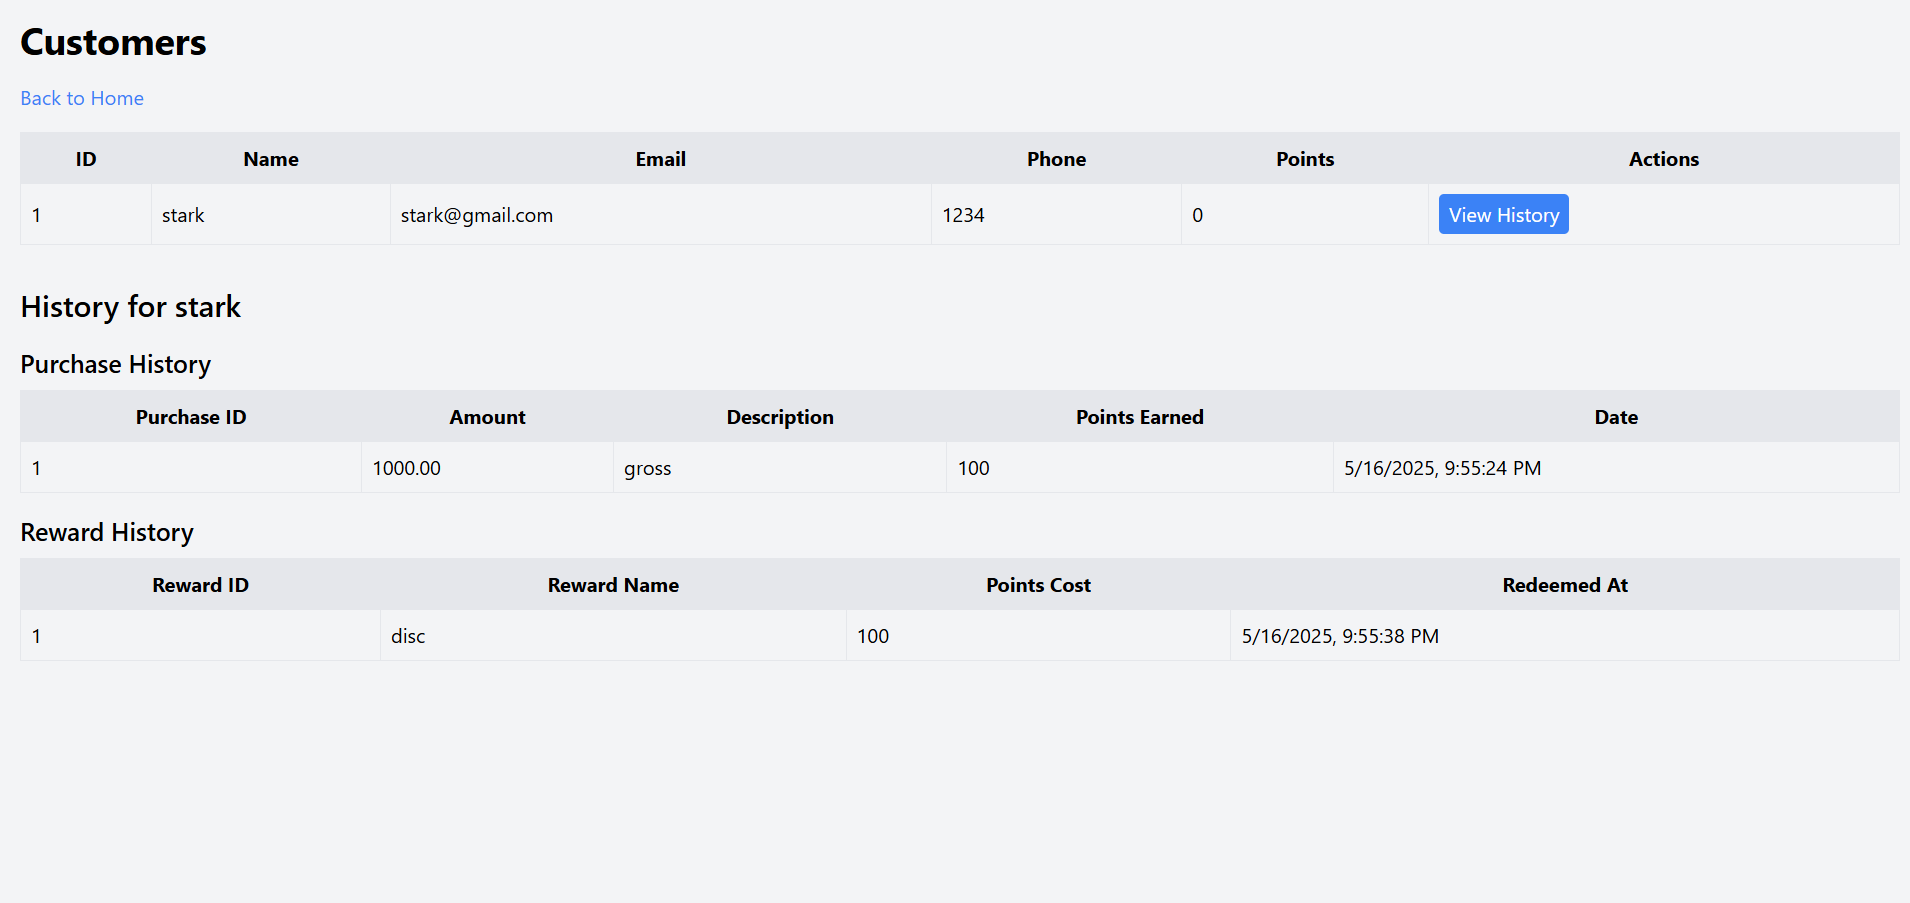 Customers
Back to Home
ID Name Email Phone Points Actions
1 stark stark@gmail.com 1234 0 View History
History for stark
Purchase History
Purchase ID Amount Description Points Earned Date
1 1000.00 gross 100 5/16/2025, 9:55:24 PM
Reward History
Reward ID Reward Name Points Cost Redeemed At
1 disc 100 5/16/2025, 9:55:38 PM